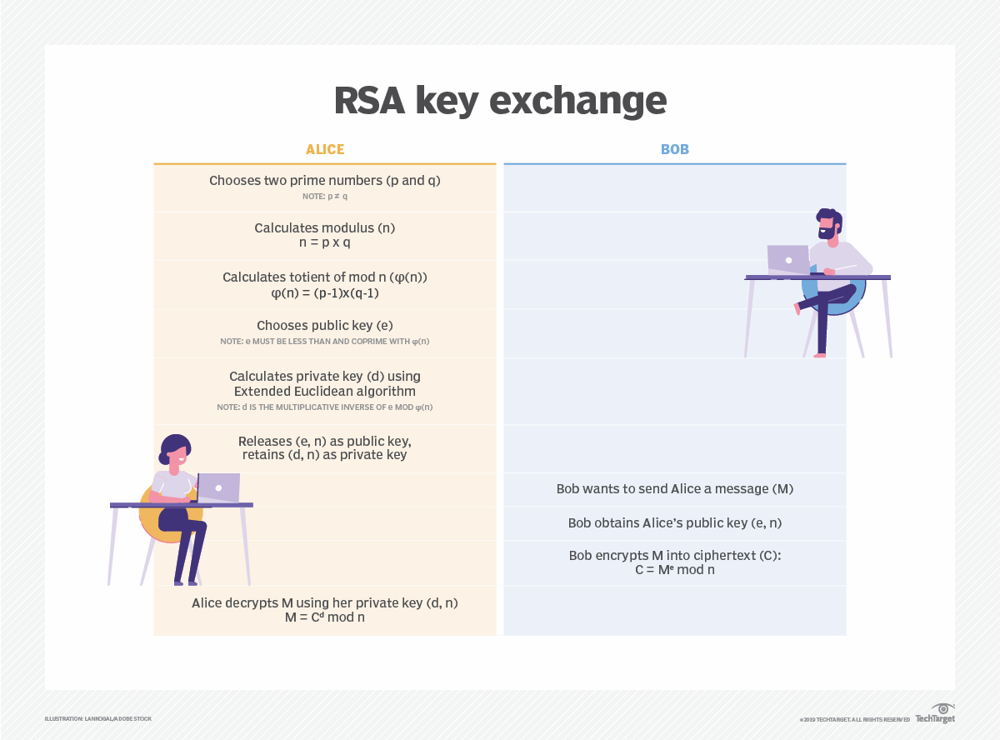 RSA key exchange
ALICE
Chooses two prime numbers (p and q)
NOTE: p ≠ q
Calculates modulus (n)
n = p x q
Calculates totient of mod n (φ(n))
φ(n) = (p-1)x(q-1)
Chooses public key (e)
NOTE: e MUST BE LESS THAN AND COPRIME WITH φ(n)
Calculates private key (d) using
Extended Euclidean algorithm
NOTE: d IS THE MULTIPLICATIVE INVERSE OF e MOD φ(n)
Releases (e, n) as public key,
retains (d, n) as private key
BOB
Bob wants to send Alice a message (M)
Bob obtains Alice’s public key (e, n)
Bob encrypts M into ciphertext (C):
C = Mᵉ mod n
Alice decrypts M using her private key (d, n)
M = Cᵈ mod n
ILLUSTRATION: LANKOGAL/ADOBE STOCK
©2019 TECHTARGET. ALL RIGHTS RESERVED
TechTarget